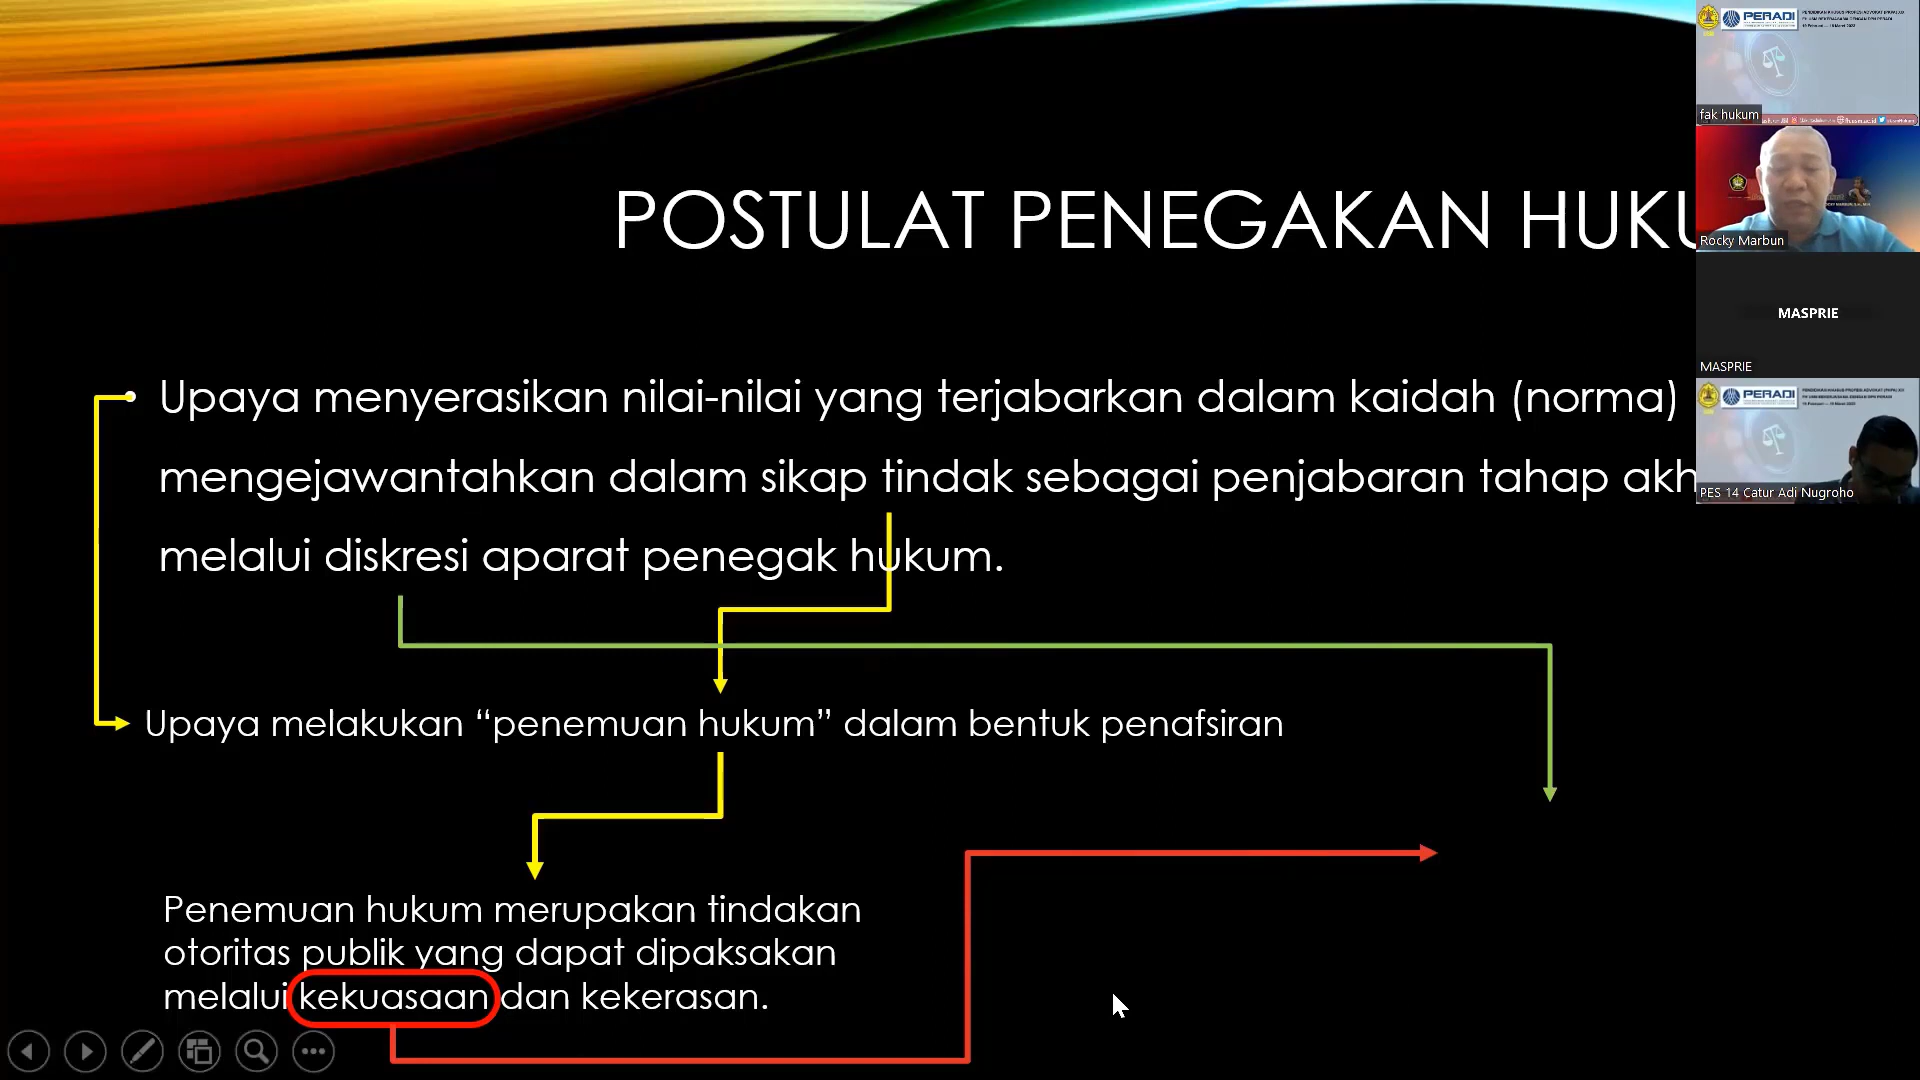 POSTULAT PENEGAKAN HUKU
Upaya menyerasikan nilai-nilai yang terjabarkan dalam kaidah (norma)
mengejawantahkan dalam sikap tindak sebagai penjabaran tahap akh
melalui diskresi aparat penegak hukum.
Upaya melakukan “penemuan hukum” dalam bentuk penafsiran
Penemuan hukum merupakan tindakan
otoritas publik yang dapat dipaksakan
melalui kekuasaan dan kekerasan.
PERADI
fak hukum
Rocky Marbun
MASPRIE
MASPRIE
PERADI
PES 14 Catur Adi Nugroho